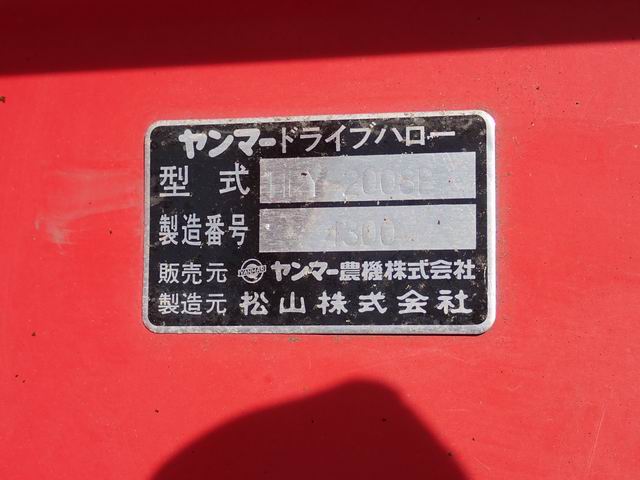 ヤンマードライブハロー
型式
製造番号
販売元 YANMAR ヤンマー農機株式会社
製造元 松山株式会社